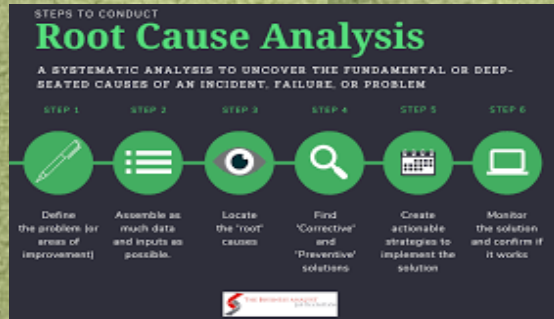 STEPS TO CONDUCT
Root Cause Analysis
A SYSTEMATIC ANALYSIS TO UNCOVER THE FUNDAMENTAL OR DEEP-
SEATED CAUSES OF AN INCIDENT, FAILURE, OR PROBLEM
STEP 1
STEP 2
STEP 3
STEP 4
STEP 5
STEP 6
Define
the problem (or
areas of
improvement)
Assemble as
much data
and inputs as
possible.
Locate
the "root"
causes
Find
'Corrective'
and
'Preventive'
solutions
Create
actionable
strategies to
implement the
solution
Monitor
the solution
and confirm if
it works
THE BUSINESS ANALYST